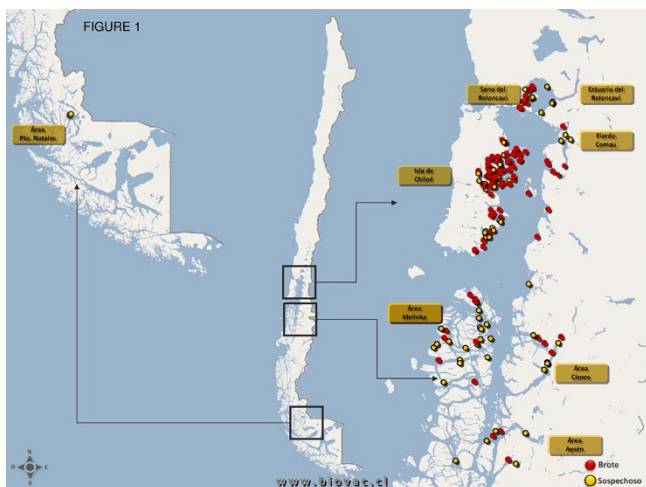 FIGURE 1
Seno del
Reloncaví.
Estuario del
Reloncaví.
Área.
Pto. Natales.
Fiordo.
Comau.
Isla de
Chiloé.
Área.
Melinka.
Área.
Cisnes.
Área.
Aysén.
Brote
Sospechoso
N
O
E
S
www.biovac.cl